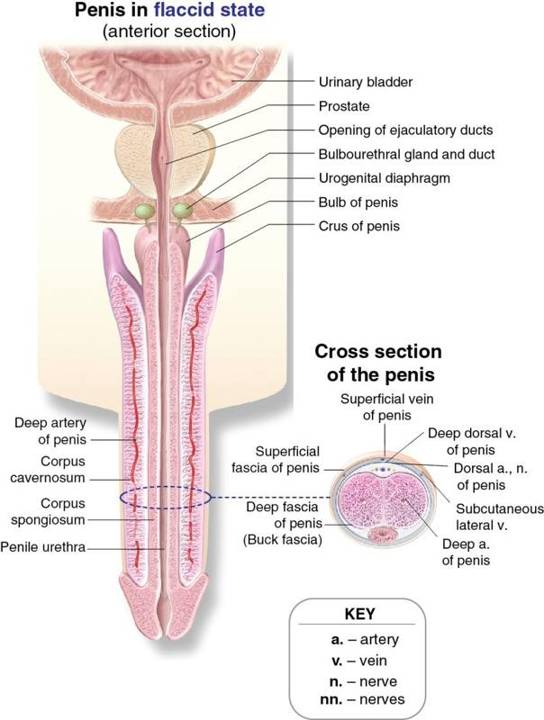 Penis in flaccid state
(anterior section)
Urinary bladder
Prostate
Opening of ejaculatory ducts
Bulbourethral gland and duct
Urogenital diaphragm
Bulb of penis
Crus of penis
Deep artery
of penis
Corpus
cavernosum
Corpus
spongiosum
Penile urethra
Cross section
of the penis
Superficial vein
of penis
Deep dorsal v.
of penis
Dorsal a., n.
of penis
Subcutaneous
lateral v.
Deep a.
of penis
Superficial
fascia of penis
Deep fascia
of penis
(Buck fascia)
KEY
a. – artery
v. – vein
n. – nerve
nn. – nerves